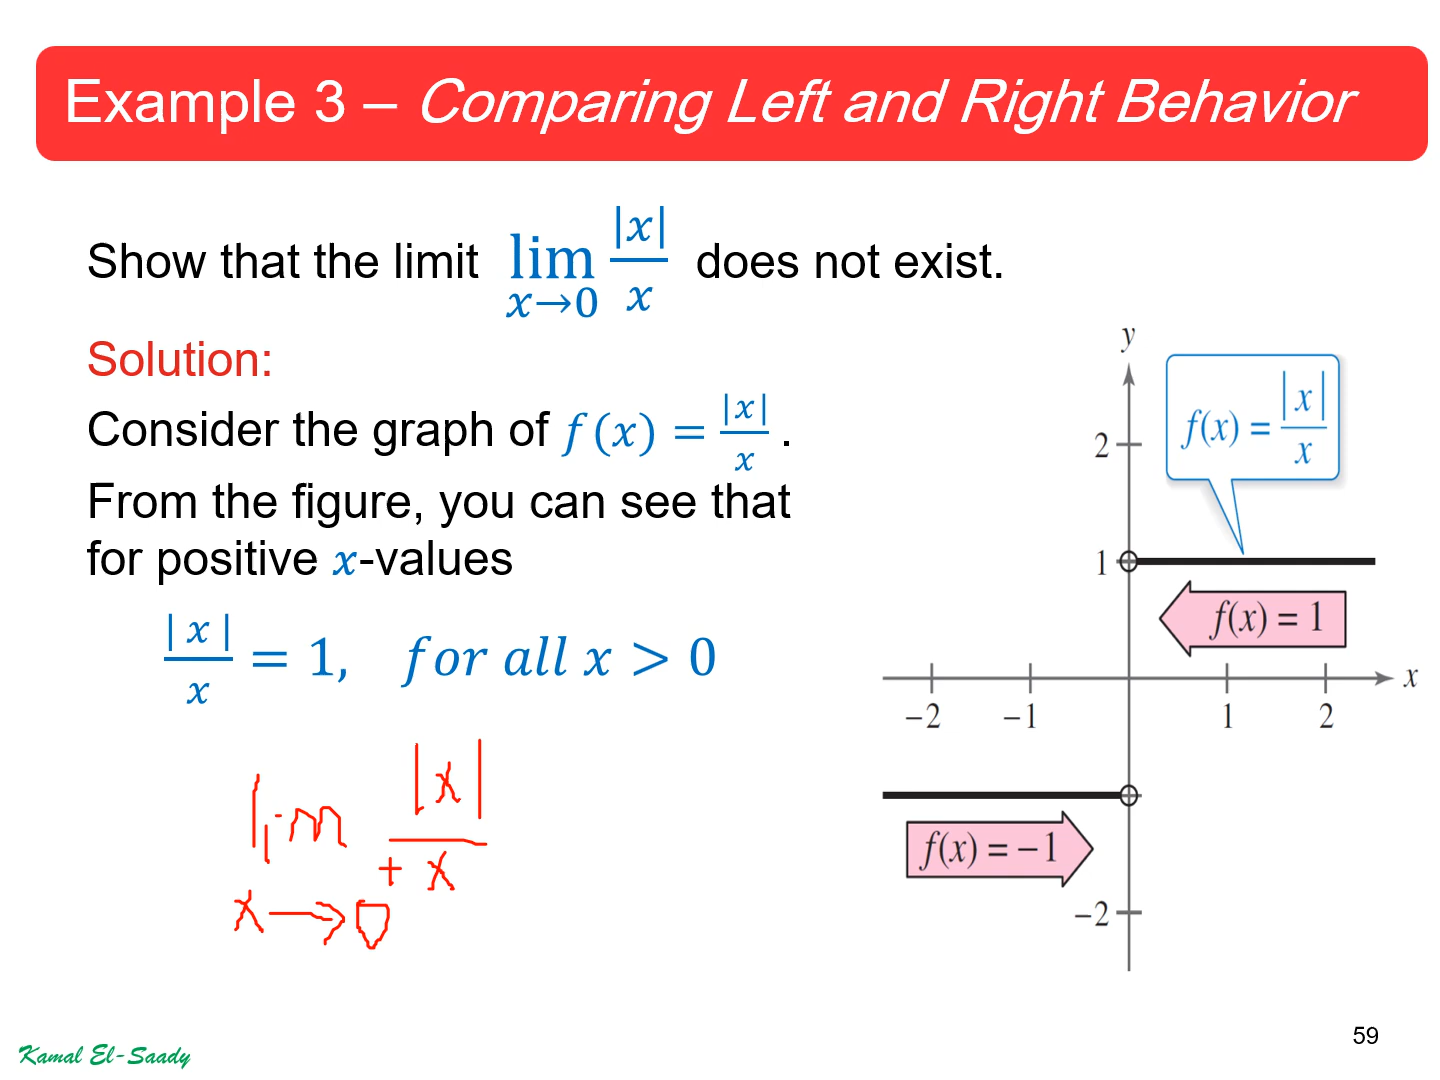 Example 3 – Comparing Left and Right Behavior
Show that the limit lim x→0 |x|/x does not exist.
Solution:
Consider the graph of f(x) = |x|/x .
From the figure, you can see that
for positive x-values
|x|/x = 1, for all x > 0
lim x→0+ |x|/x
y
f(x) = |x|/x
2
1
f(x) = 1
x
−2 −1 1 2
f(x) = −1
−2
59
Kamal El-Saady